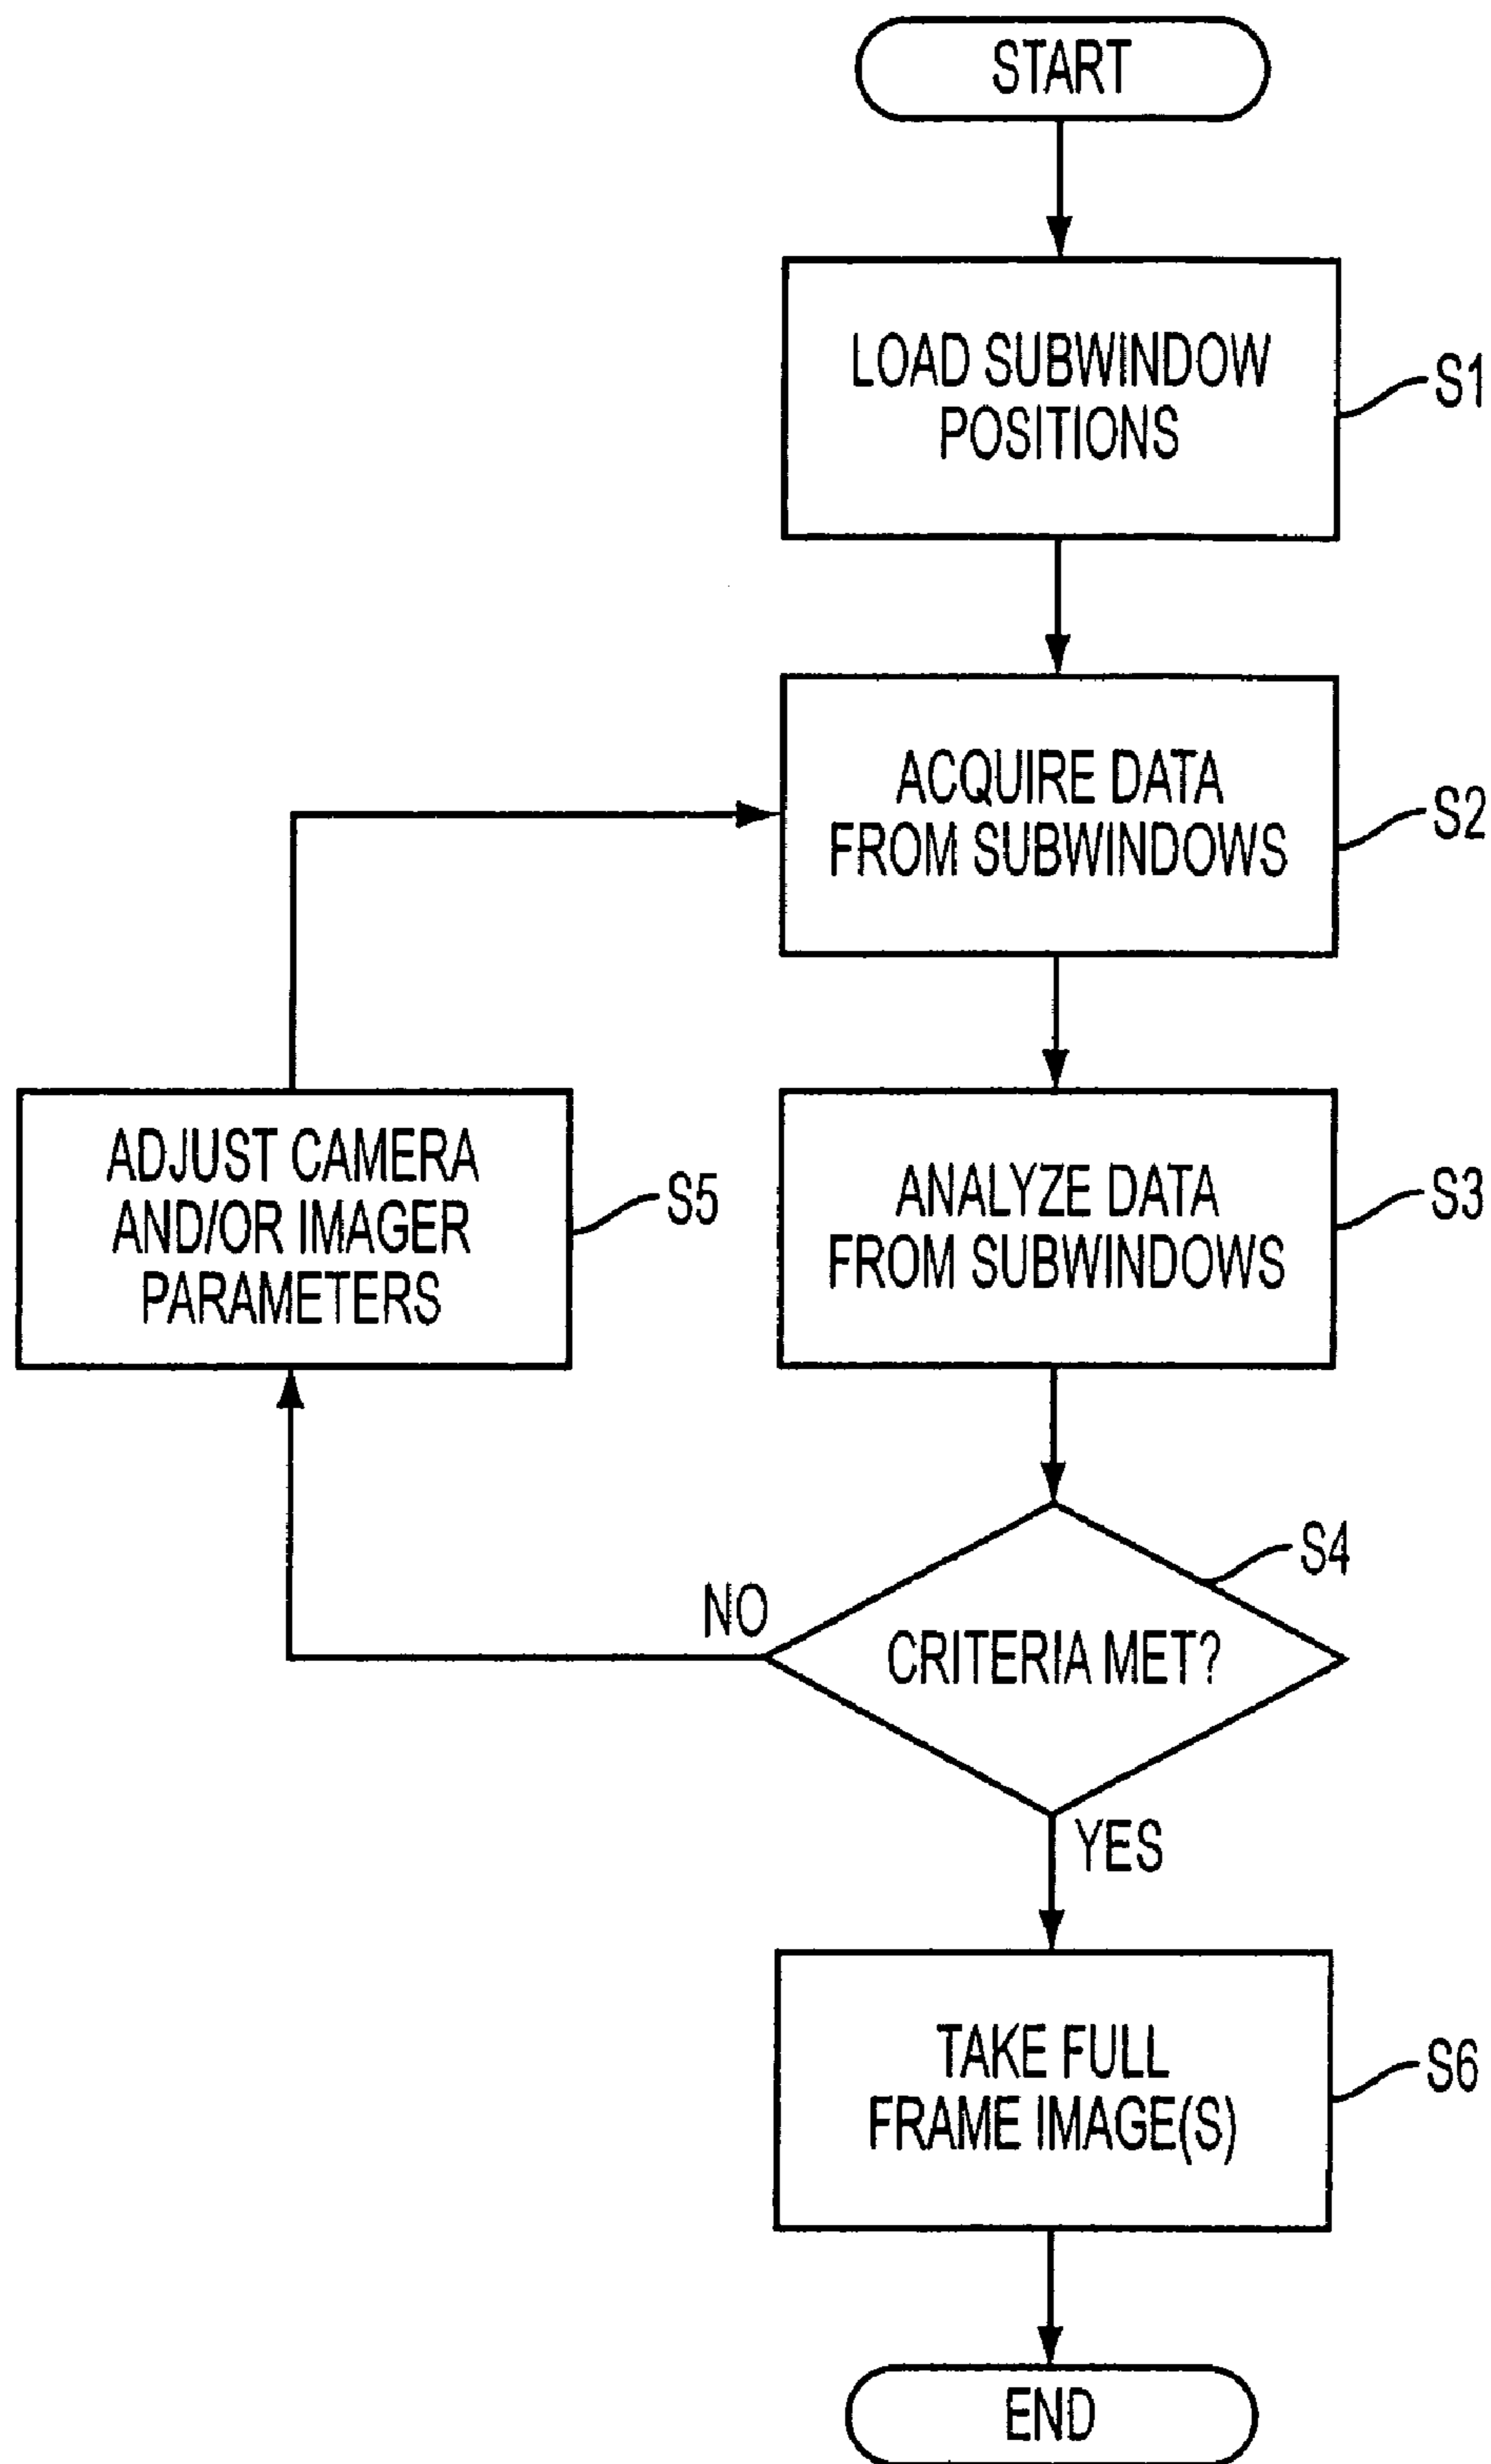 START
LOAD SUBWINDOW
POSITIONS
S1
ACQUIRE DATA
FROM SUBWINDOWS
S2
ADJUST CAMERA
AND/OR IMAGER
PARAMETERS
S5
ANALYZE DATA
FROM SUBWINDOWS
S3
S4
NO
CRITERIA MET?
YES
TAKE FULL
FRAME IMAGE(S)
S6
END